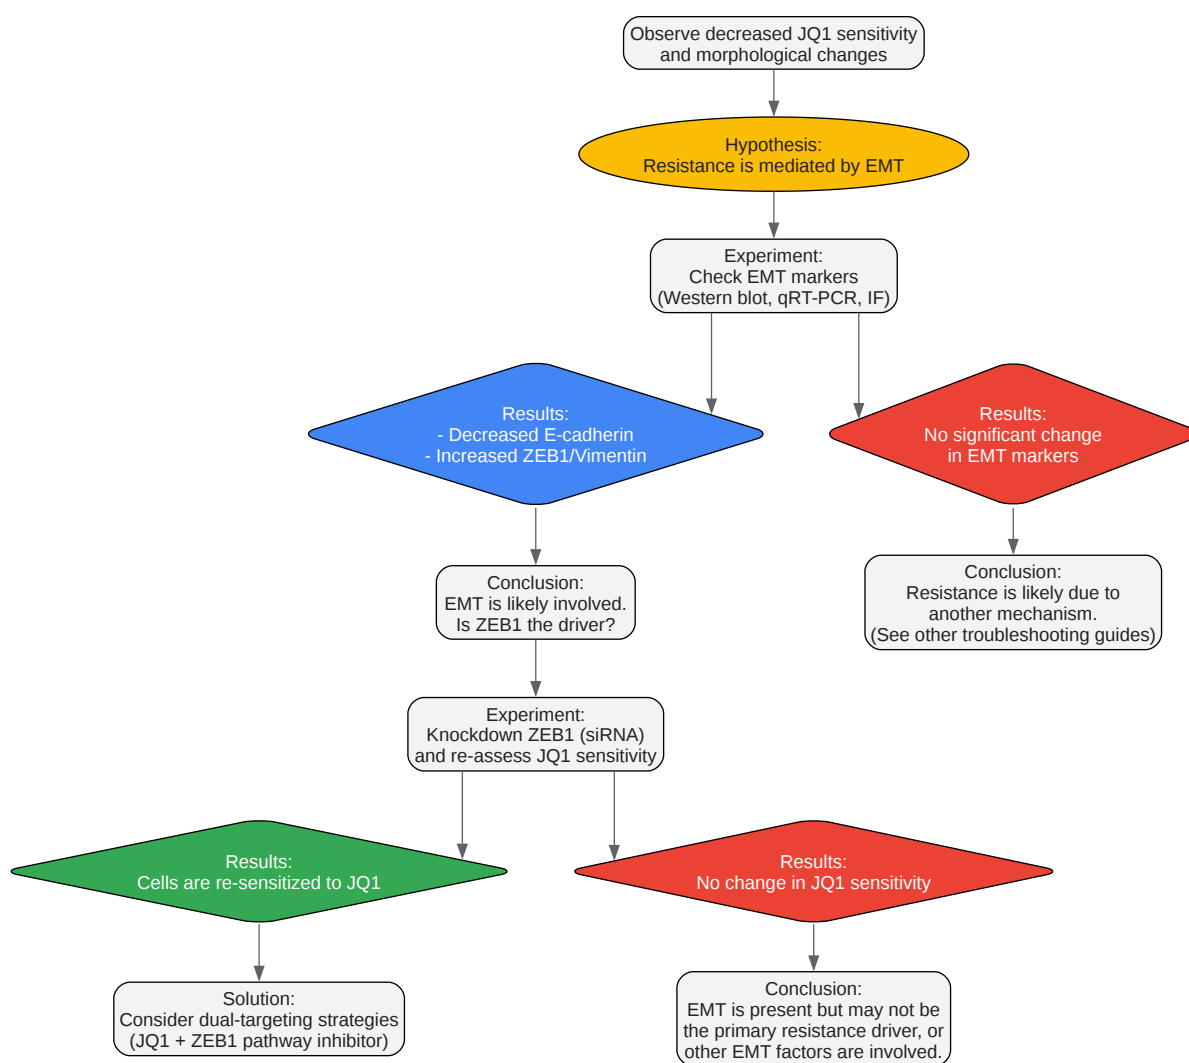 Observe decreased JQ1 sensitivity
and morphological changes
Hypothesis:
Resistance is mediated by EMT
Experiment:
Check EMT markers
(Western blot, qRT-PCR, IF)
Results:
- Decreased E-cadherin
- Increased ZEB1/Vimentin
Results:
No significant change
in EMT markers
Conclusion:
EMT is likely involved.
Is ZEB1 the driver?
Conclusion:
Resistance is likely due to
another mechanism.
(See other troubleshooting guides)
Experiment:
Knockdown ZEB1 (siRNA)
and re-assess JQ1 sensitivity
Results:
Cells are re-sensitized to JQ1
Results:
No change in JQ1 sensitivity
Solution:
Consider dual-targeting strategies
(JQ1 + ZEB1 pathway inhibitor)
Conclusion:
EMT is present but may not be
the primary resistance driver, or
other EMT factors are involved.